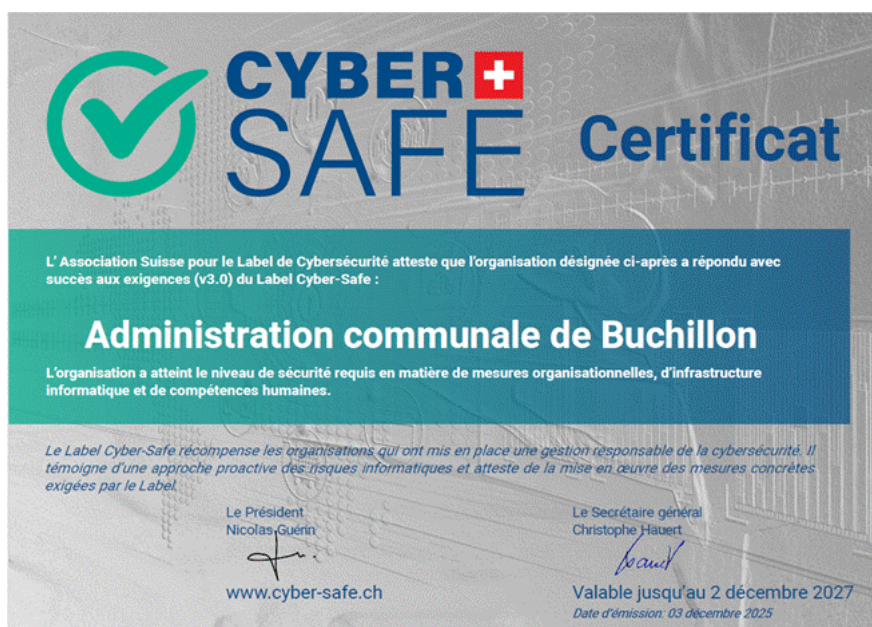 CYBER
SAFE
Certificat
L' Association Suisse pour le Label de Cybersécurité atteste que l'organisation désignée ci-après a répondu avec
succès aux exigences (v3.0) du Label Cyber-Safe :
Administration communale de Buchillon
L'organisation a atteint le niveau de sécurité requis en matière de mesures organisationnelles, d'infrastructure
informatique et de compétences humaines.
Le Label Cyber-Safe récompense les organisations qui ont mis en place une gestion responsable de la cybersécurité. Il
témoigne d'une approche proactive des risques informatiques et atteste de la mise en œuvre des mesures concrètes
exigées par le Label.
Le Président
Nicolas Guérin
www.cyber-safe.ch
Le Secrétaire général
Christophe Hauert
Valable jusqu'au 2 décembre 2027
Date d'émission: 03 décembre 2025